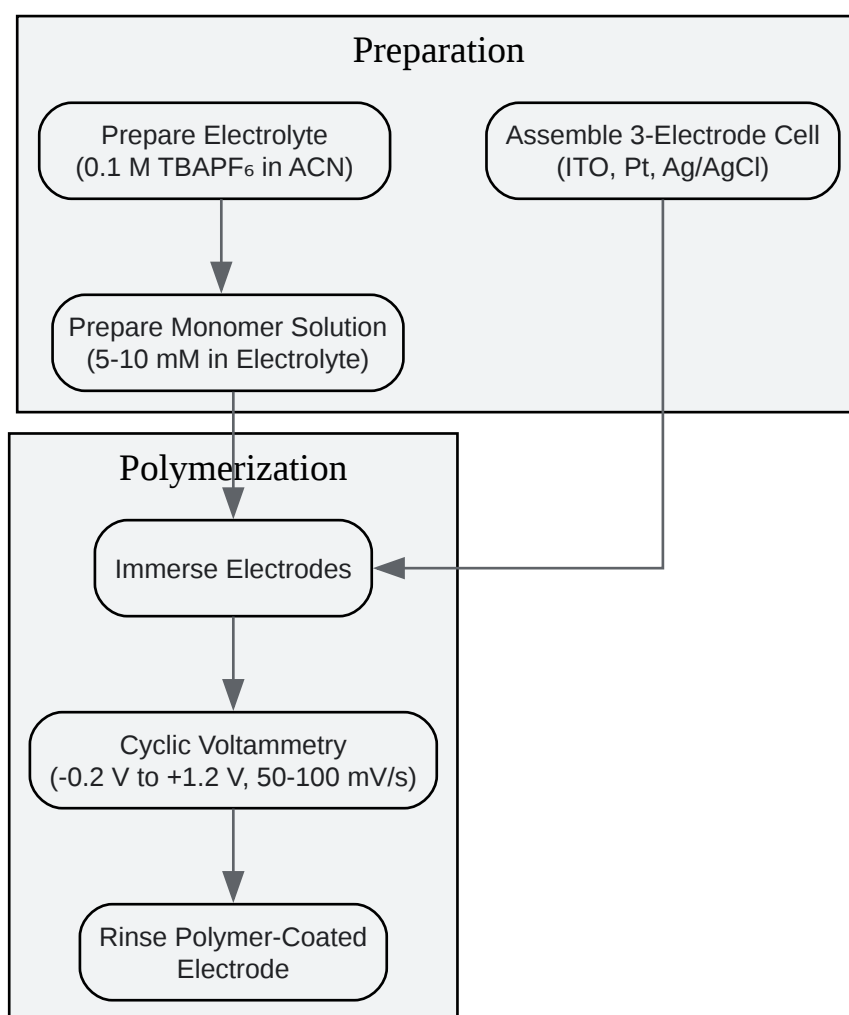 Preparation
Prepare Electrolyte
(0.1 M TBAPF₆ in ACN)
Assemble 3-Electrode Cell
(ITO, Pt, Ag/AgCl)
Prepare Monomer Solution
(5-10 mM in Electrolyte)
Polymerization
Immerse Electrodes
Cyclic Voltammetry
(-0.2 V to +1.2 V, 50-100 mV/s)
Rinse Polymer-Coated
Electrode